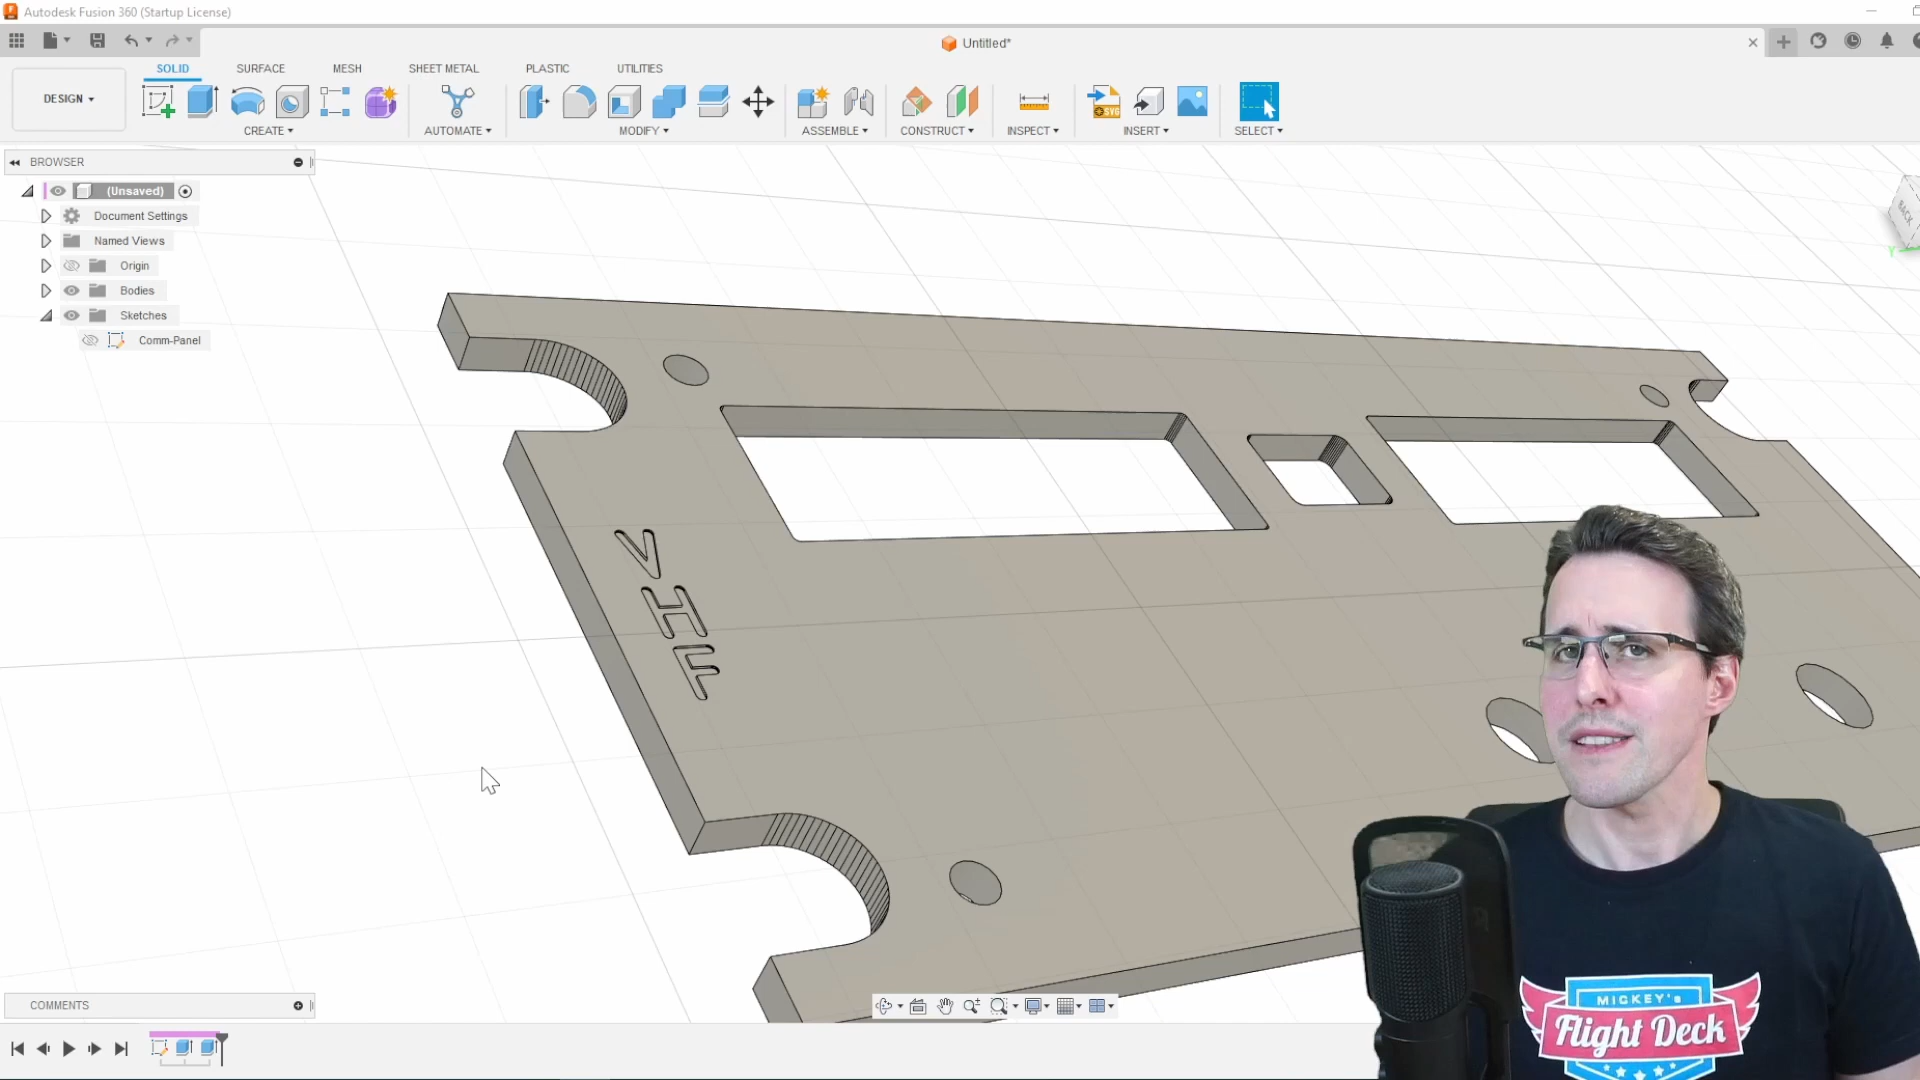 Autodesk Fusion 360 (Startup License)
Untitled*
DESIGN
SOLID
SURFACE
MESH
SHEET METAL
PLASTIC
UTILITIES
CREATE
AUTOMATE
MODIFY
ASSEMBLE
CONSTRUCT
INSPECT
INSERT
SELECT
SVG
BROWSER
(Unsaved)
Document Settings
Named Views
Origin
Bodies
Sketches
Comm-Panel
BACK
Y
VHF
COMMENTS
MICKEY's
Flight Deck